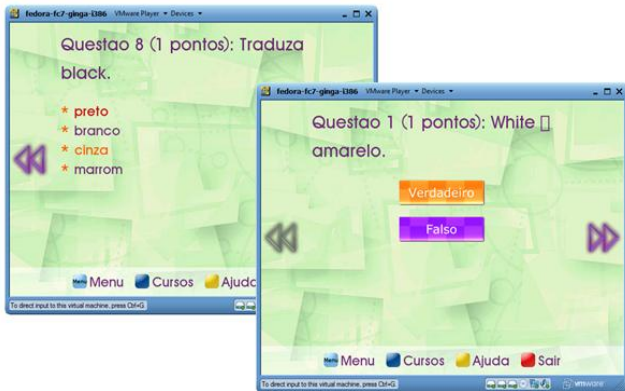 fedora-fc7-ginga-i386 VMware Player Devices
Questao 8 (1 pontos): Traduza
black.
* preto
* branco
* cinza
* marrom
Menu Cursos Ajuda
To direct input to this virtual machine, press Ctrl+G.
fedora-fc7-ginga-i386 VMware Player Devices
Questao 1 (1 pontos): White ▯
amarelo.
Verdadeiro
Falso
Menu Menu Cursos Ajuda Sair
To direct input to this virtual machine, press Ctrl+G.
vmware